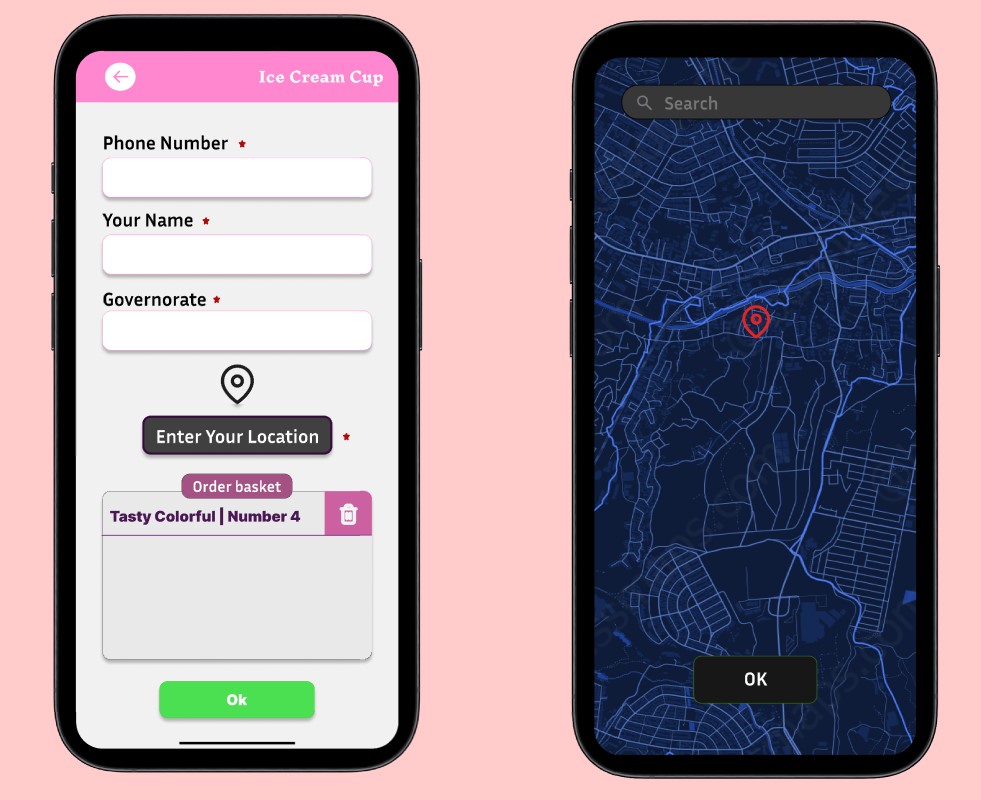 Ice Cream Cup
Phone Number *
Your Name *
Governorate *
Enter Your Location *
Order basket
Tasty Colorful | Number 4
Ok
Search
OK